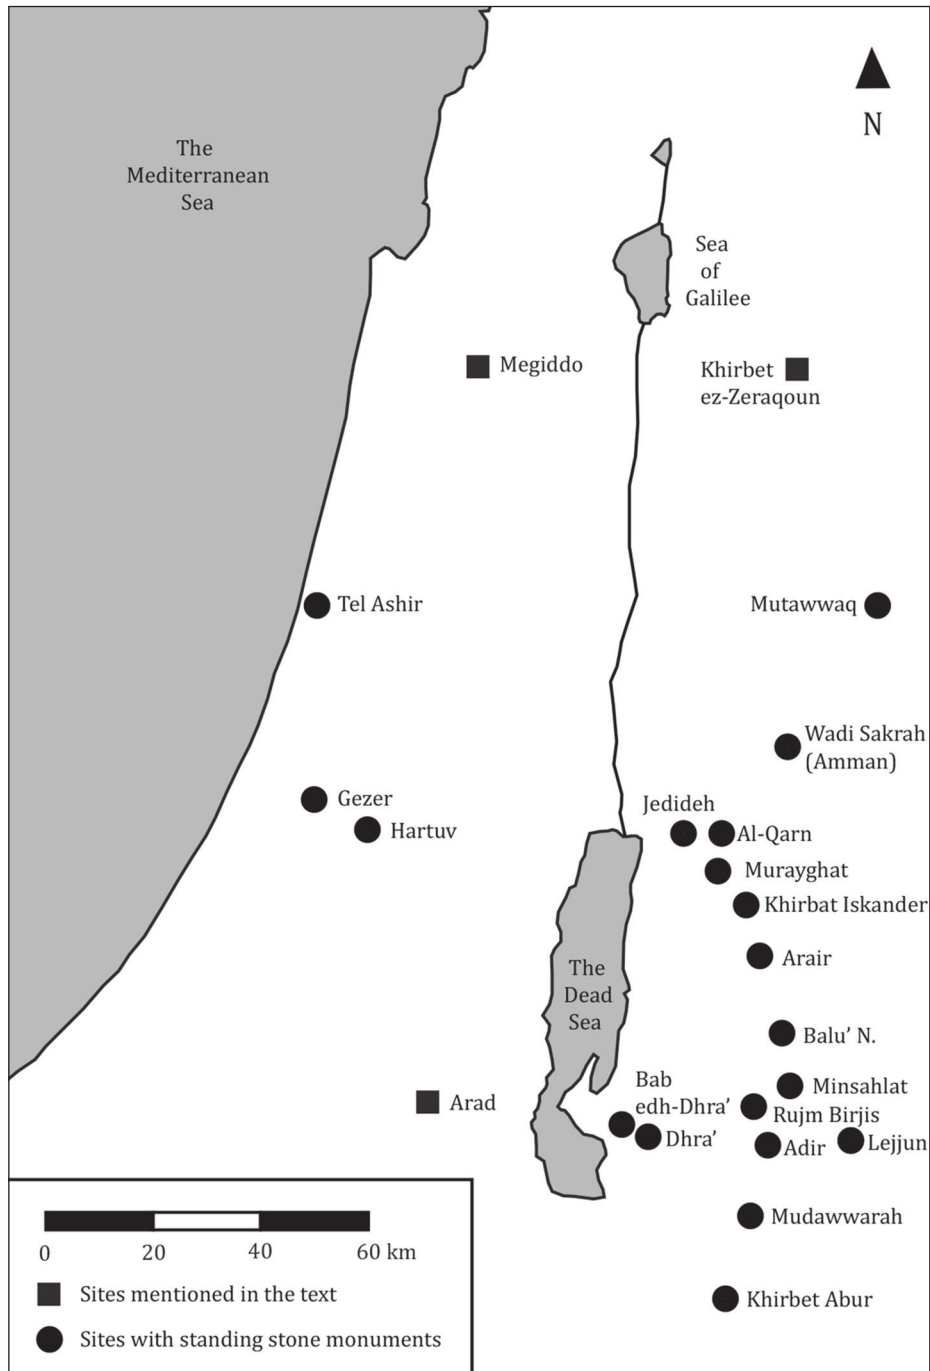 The
Mediterranean
Sea
N
Sea
of
Galilee
Megiddo
Khirbet
ez-Zeraqoun
Tel Ashir
Mutawwaq
Wadi Sakrah
(Amman)
Gezer
Hartuv
Jedideh
Al-Qarn
Murayghat
Khirbat Iskander
Arair
The
Dead
Sea
Balu’ N.
Bab
edh-Dhra’
Minsahlat
Arad
Rujm Birjis
Dhra’
Adir
Lejjun
Mudawwarah
Khirbet Abur
0 20 40 60 km
Sites mentioned in the text
Sites with standing stone monuments